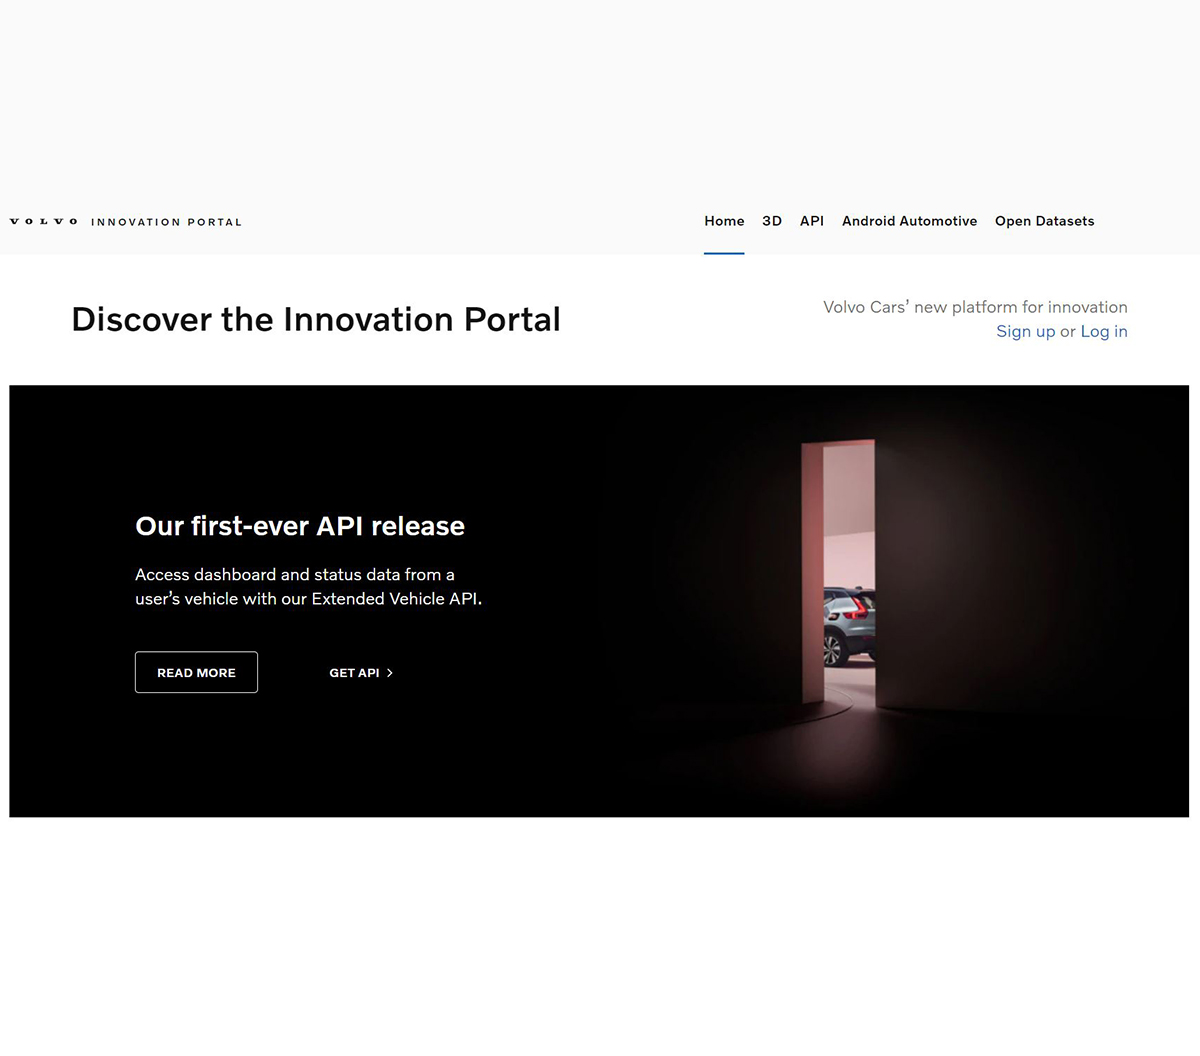 VOLVO INNOVATION PORTAL
Home 3D API Android Automotive Open Datasets
Discover the Innovation Portal
Volvo Cars’ new platform for innovation
Sign up or Log in
Our first-ever API release
Access dashboard and status data from a
user’s vehicle with our Extended Vehicle API.
READ MORE
GET API >